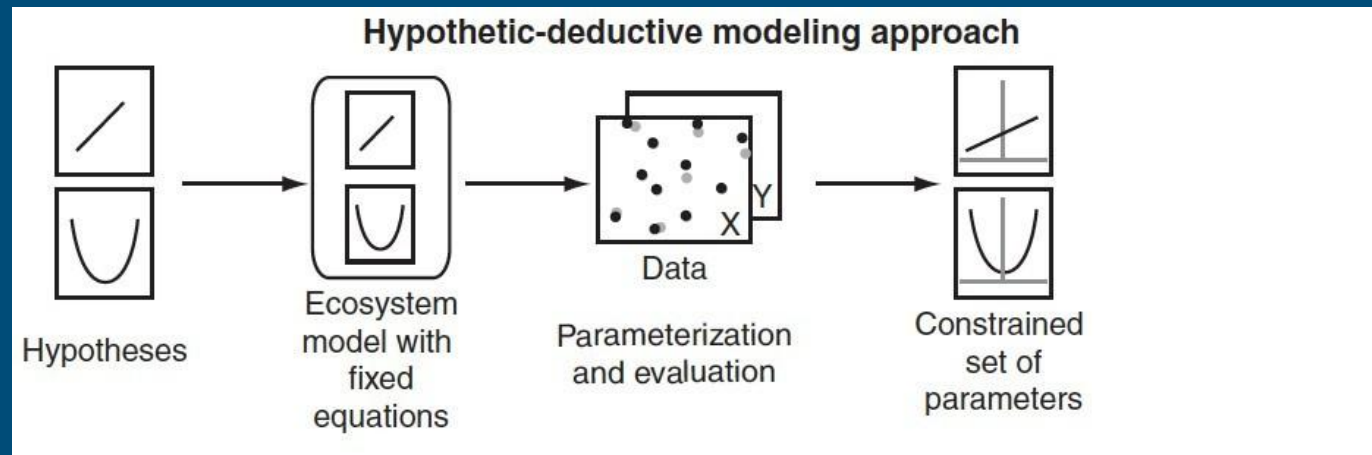 Hypothetic-deductive modeling approach
Hypotheses
Ecosystem
model with
fixed
equations
X
Y
Data
Parameterization
and evaluation
Constrained
set of
parameters